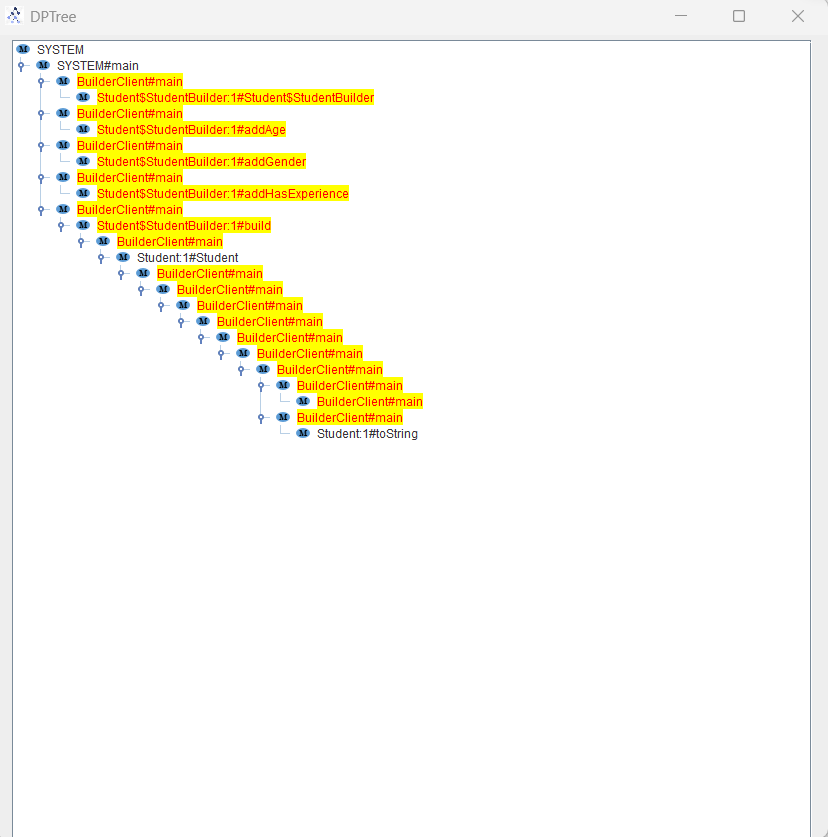 DPTree
SYSTEM
SYSTEM#main
BuilderClient#main
Student$StudentBuilder:1#Student$StudentBuilder
BuilderClient#main
Student$StudentBuilder:1#addAge
BuilderClient#main
Student$StudentBuilder:1#addGender
BuilderClient#main
Student$StudentBuilder:1#addHasExperience
BuilderClient#main
Student$StudentBuilder:1#build
BuilderClient#main
Student:1#Student
BuilderClient#main
BuilderClient#main
BuilderClient#main
BuilderClient#main
BuilderClient#main
BuilderClient#main
BuilderClient#main
BuilderClient#main
BuilderClient#main
BuilderClient#main
Student:1#toString